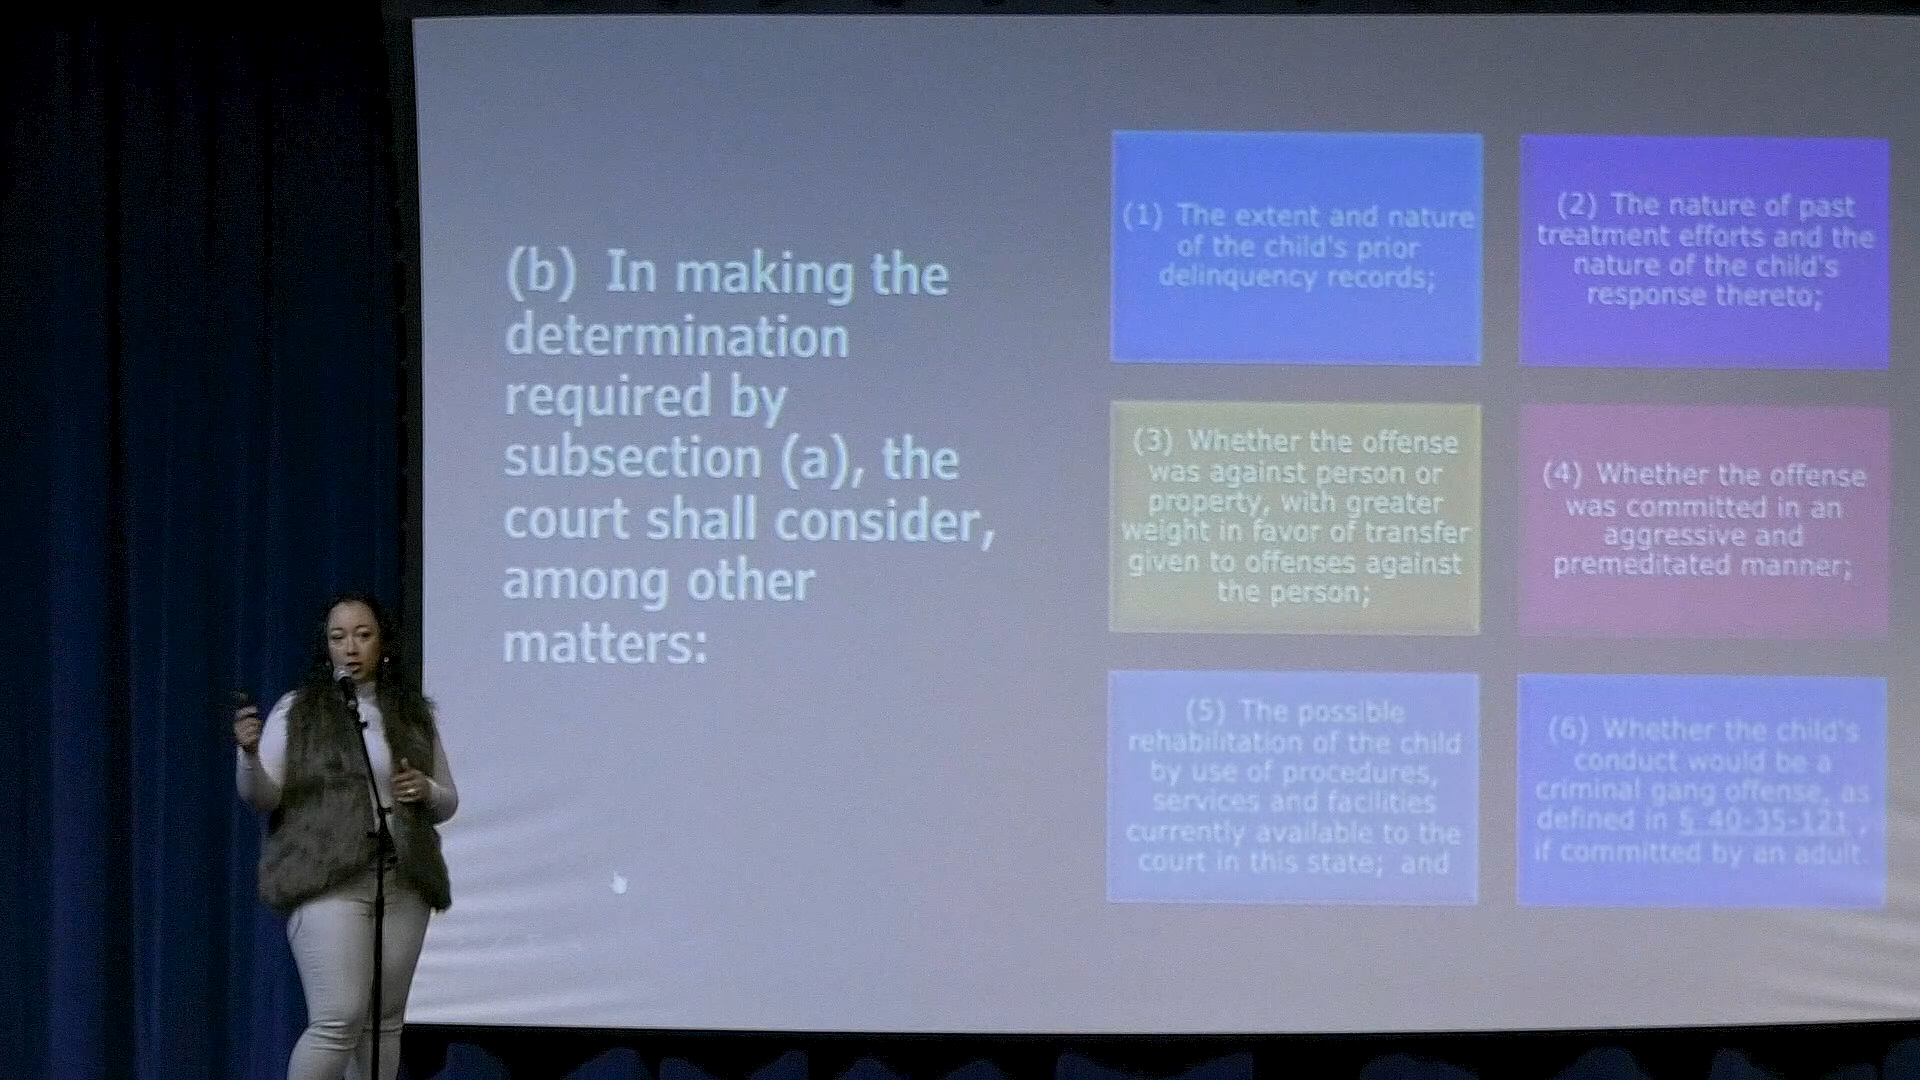 (b) In making the
determination
required by
subsection (a), the
court shall consider,
among other
matters:
(1) The extent and nature
of the child's prior
delinquency records;
(2) The nature of past
treatment efforts and the
nature of the child's
response thereto;
(3) Whether the offense
was against person or
property, with greater
weight in favor of transfer
given to offenses against
the person;
(4) Whether the offense
was committed in an
aggressive and
premeditated manner;
(5) The possible
rehabilitation of the child
by use of procedures,
services and facilities
currently available to the
court in this state; and
(6) Whether the child's
conduct would be a
criminal gang offense, as
defined in § 40-35-121 ,
if committed by an adult.